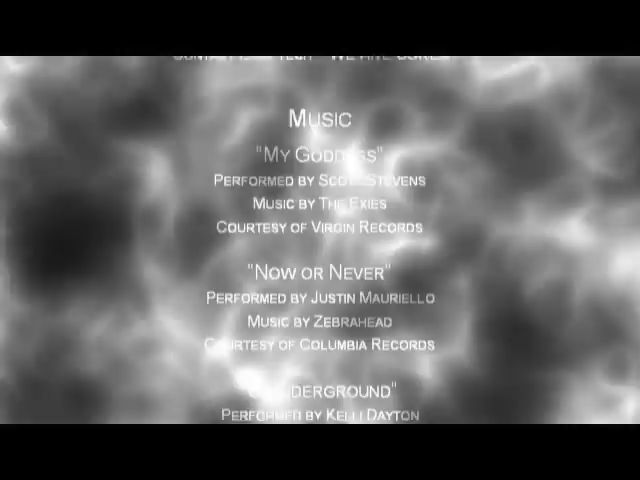 MUSIC
"MY GODDESS"
PERFORMED BY SCOTT STEVENS
MUSIC BY THE EXIES
COURTESY OF VIRGIN RECORDS
"NOW OR NEVER"
PERFORMED BY JUSTIN MAURIELLO
MUSIC BY ZEBRAHEAD
COURTESY OF COLUMBIA RECORDS
PERFORMED BY KELLI DAYTON